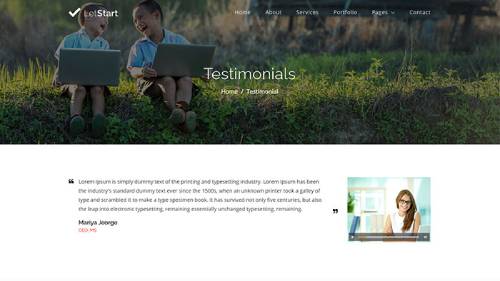 LetStart
Home About Services Portfolio Pages Contact
Testimonials
Home / Testimonial
❝ Lorem Ipsum is simply dummy text of the printing and typesetting industry. Lorem Ipsum has been
the industry's standard dummy text ever since the 1500s, when an unknown printer took a galley of
type and scrambled it to make a type specimen book. It has survived not only five centuries, but also
the leap into electronic typesetting, remaining essentially unchanged typesetting, remaining. ❞
Mariya Jeorge
CEO, MS